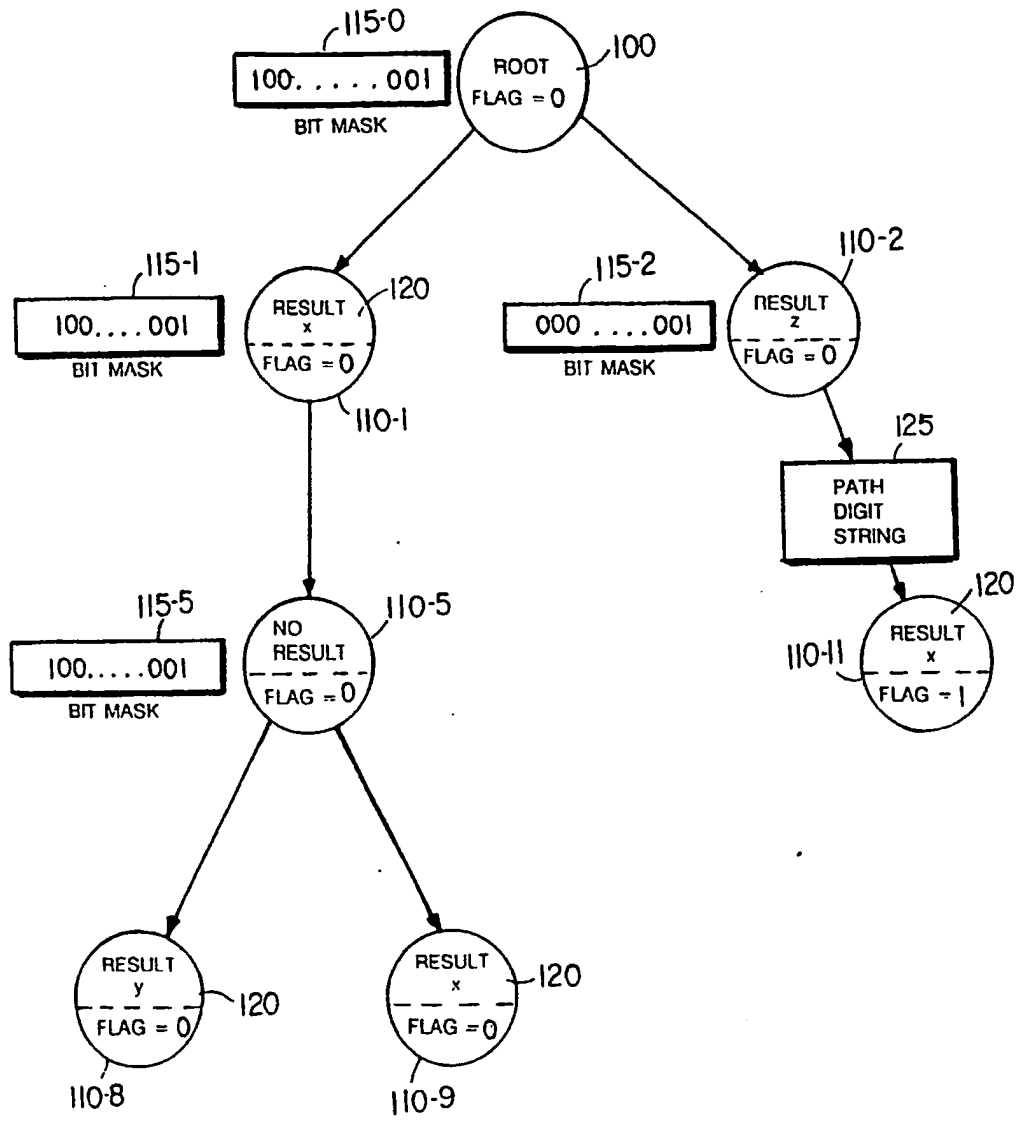 115-0
100......001
BIT MASK
ROOT
FLAG = 0
100
115-1
100....001
BIT MASK
RESULT
x
FLAG = 0
120
110-1
115-2
000 ....001
BIT MASK
110-2
RESULT
z
FLAG = 0
125
PATH
DIGIT
STRING
115-5
100.....001
BIT MASK
NO
RESULT
FLAG = 0
110-5
120
RESULT
x
FLAG = 1
110-11
RESULT
y
FLAG = 0
120
110-8
RESULT
x
FLAG = 0
120
110-9